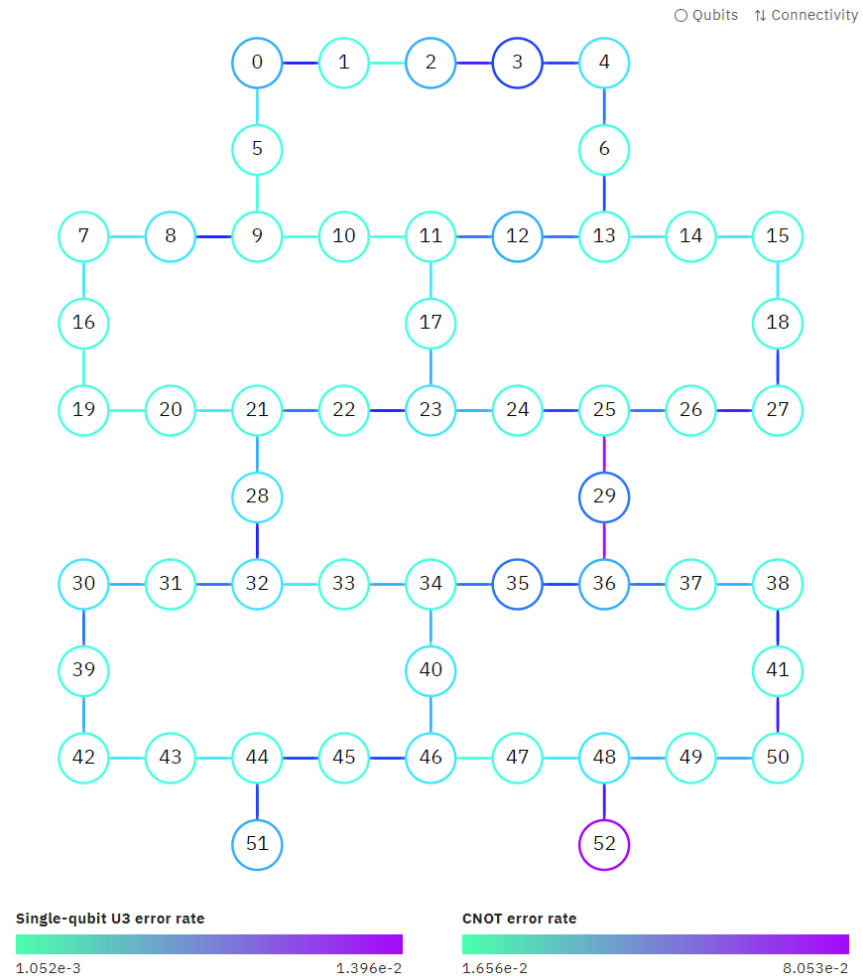 Qubits Connectivity
0 1 2 3 4
5 6
7 8 9 10 11 12 13 14 15
16 17 18
19 20 21 22 23 24 25 26 27
28 29
30 31 32 33 34 35 36 37 38
39 40 41
42 43 44 45 46 47 48 49 50
51 52
Single-qubit U3 error rate CNOT error rate
1.052e-3 1.396e-2 1.656e-2 8.053e-2